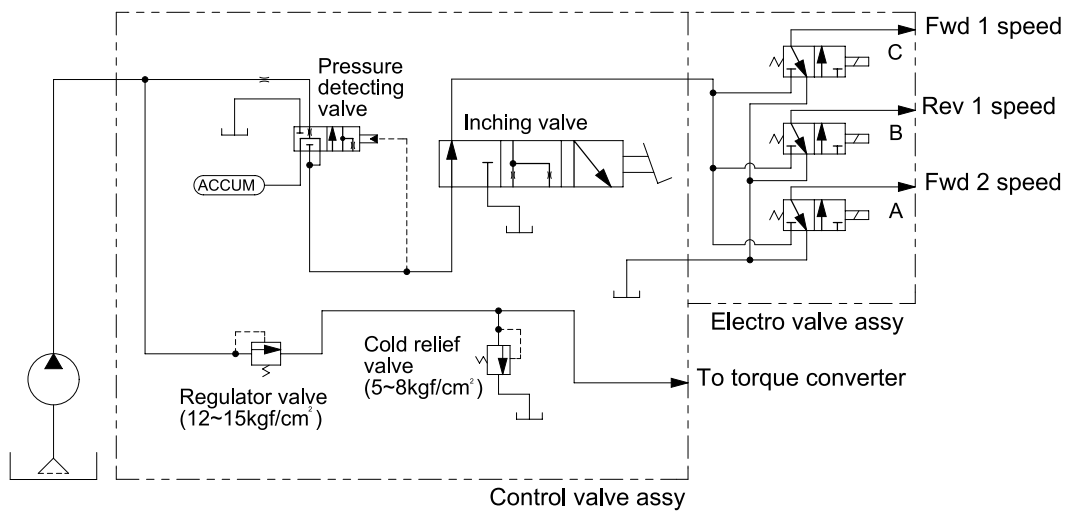 Fwd 1 speed
C
Pressure
detecting
valve
Rev 1 speed
Inching valve
B
ACCUM
Fwd 2 speed
A
Electro valve assy
Cold relief
valve
(5~8kgf/cm²)
To torque converter
Regulator valve
(12~15kgf/cm²)
Control valve assy